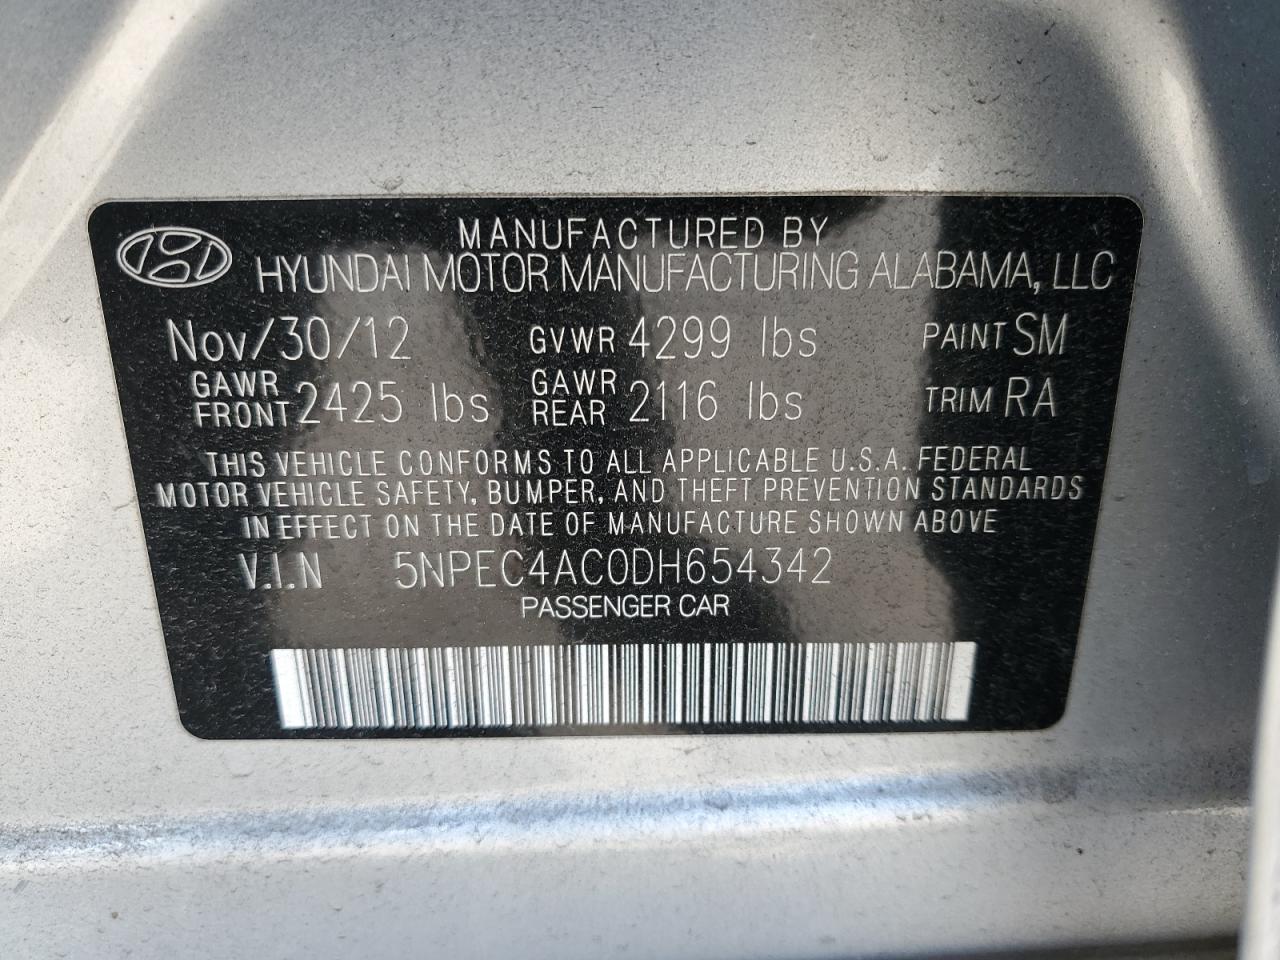 MANUFACTURED BY
HYUNDAI MOTOR MANUFACTURING ALABAMA, LLC
Nov/30/12 GVWR 4299 lbs PAINT SM
GAWR FRONT 2425 lbs GAWR REAR 2116 lbs TRIM RA
THIS VEHICLE CONFORMS TO ALL APPLICABLE U.S.A. FEDERAL
MOTOR VEHICLE SAFETY, BUMPER, AND THEFT PREVENTION STANDARDS
IN EFFECT ON THE DATE OF MANUFACTURE SHOWN ABOVE
V.I.N 5NPEC4AC0DH654342
PASSENGER CAR